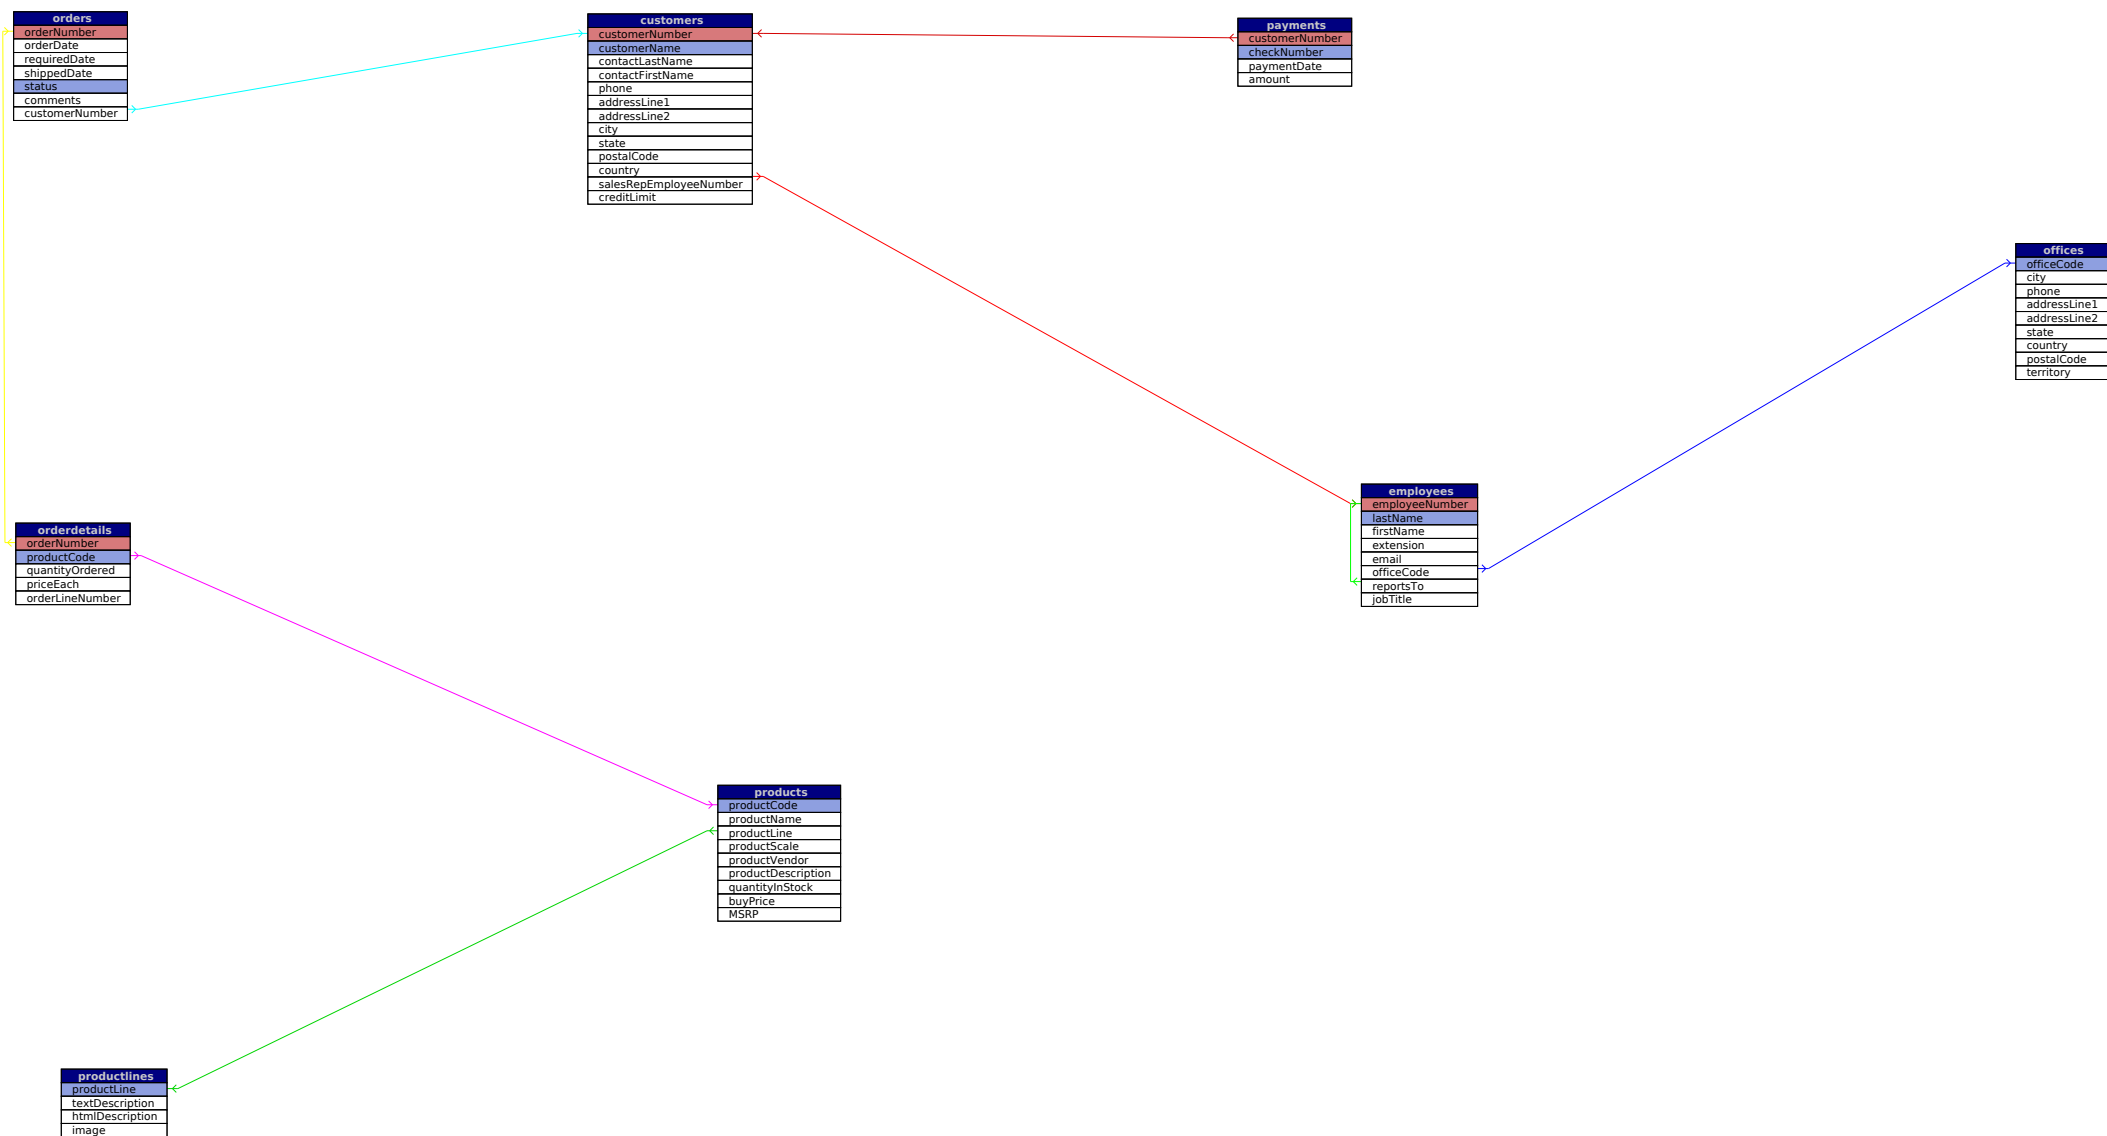 orders
orderNumber
orderDate
requiredDate
shippedDate
status
comments
customerNumber
customers
customerNumber
customerName
contactLastName
contactFirstName
phone
addressLine1
addressLine2
city
state
postalCode
country
salesRepEmployeeNumber
creditLimit
payments
customerNumber
checkNumber
paymentDate
amount
offices
officeCode
city
phone
addressLine1
addressLine2
state
country
postalCode
territory
employees
employeeNumber
lastName
firstName
extension
email
officeCode
reportsTo
jobTitle
orderdetails
orderNumber
productCode
quantityOrdered
priceEach
orderLineNumber
products
productCode
productName
productLine
productScale
productVendor
productDescription
quantityInStock
buyPrice
MSRP
productlines
productLine
textDescription
htmlDescription
image